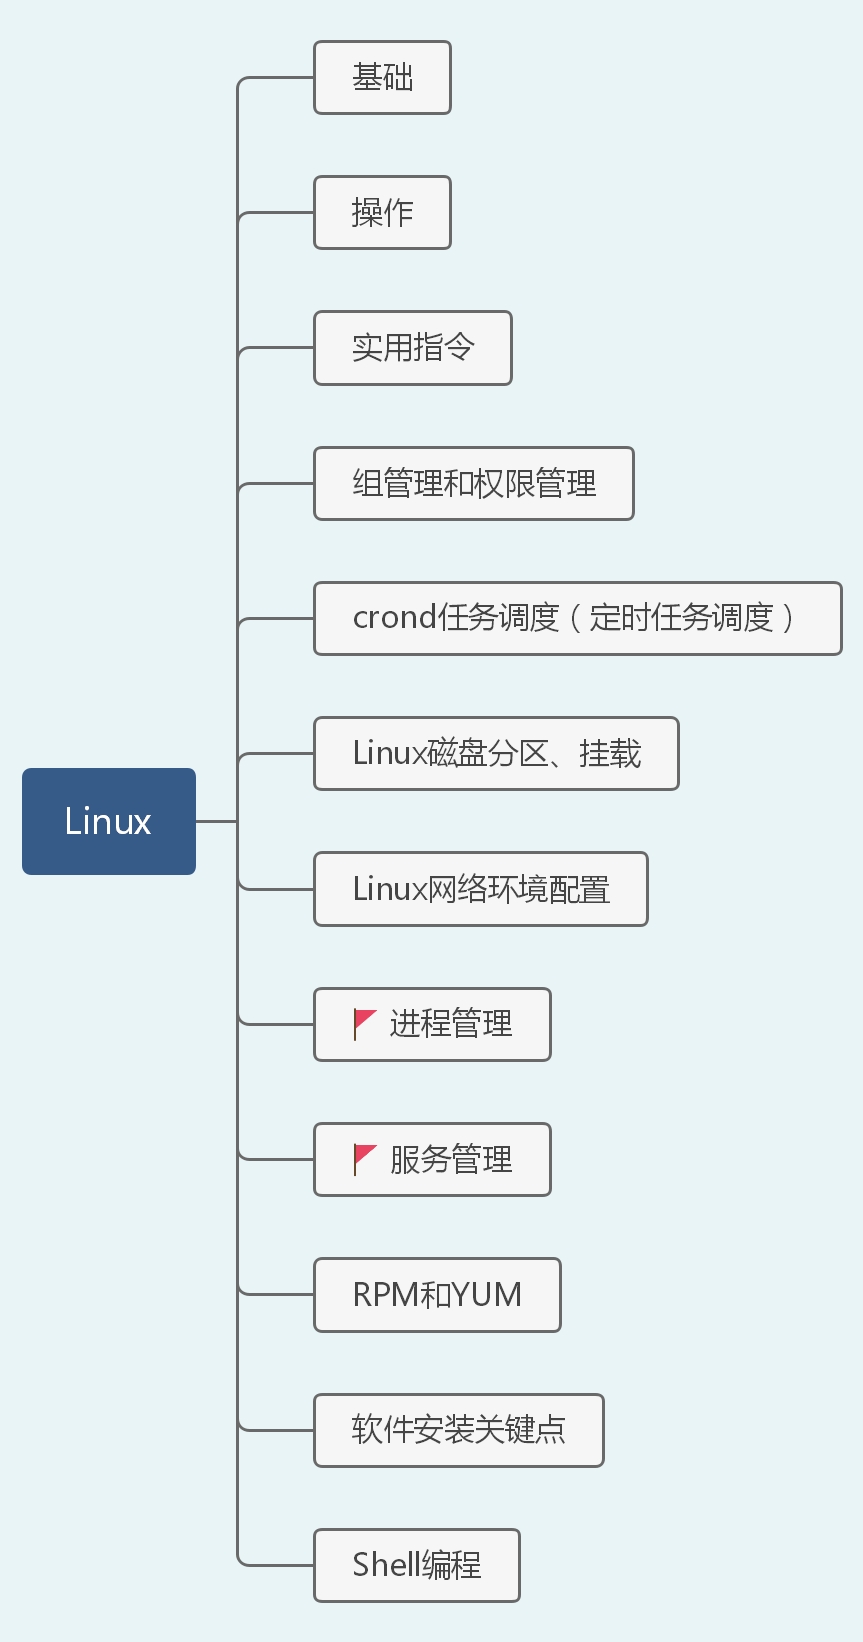 基础
操作
实用指令
组管理和权限管理
crond任务调度（定时任务调度）
Linux磁盘分区、挂载
Linux
Linux网络环境配置
进程管理
服务管理
RPM和YUM
软件安装关键点
Shell编程